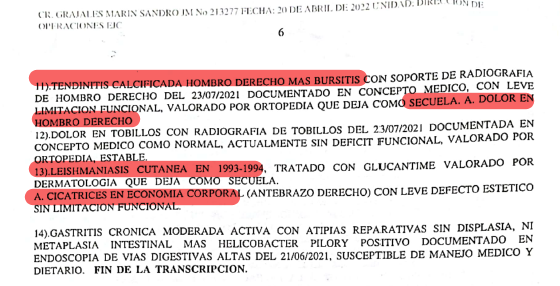 CR. GRAJALES MARIN SANDRO JM No 213277 FECHA: 20 DE ABRIL DE 2022 UNIDAD: DIRECCIÓN DE
OPERACIONES EJC
6
11).TENDINITIS CALCIFICADA HOMBRO DERECHO MAS BURSITIS CON SOPORTE DE RADIOGRAFIA
DE HOMBRO DERECHO DEL 23/07/2021 DOCUMENTADO EN CONCEPTO MEDICO, CON LEVE
LIMITACION FUNCIONAL, VALORADO POR ORTOPEDIA QUE DEJA COMO SECUELA. A. DOLOR EN
HOMBRO DERECHO
12).DOLOR EN TOBILLOS CON RADIOGRAFIA DE TOBILLOS DEL 23/07/2021 DOCUMENTADA EN
CONCEPTO MEDICO COMO NORMAL, ACTUALMENTE SIN DEFICIT FUNCIONAL, VALORADO POR
ORTOPEDIA, ESTABLE.
13).LEISHMANIASIS CUTANEA EN 1993-1994, TRATADO CON GLUCANTIME VALORADO POR
DERMATOLOGIA QUE DEJA COMO SECUELA.
A. CICATRICES EN ECONOMIA CORPORAL (ANTEBRAZO DERECHO) CON LEVE DEFECTO ESTETICO
SIN LIMITACION FUNCIONAL.
14).GASTRITIS CRONICA MODERADA ACTIVA CON ATIPIAS REPARATIVAS SIN DISPLASIA, NI
METAPLASIA INTESTINAL MAS HELICOBACTER PILORY POSITIVO DOCUMENTADO EN
ENDOSCOPIA DE VIAS DIGESTIVAS ALTAS DEL 21/06/2021, SUSCEPTIBLE DE MANEJO MEDICO Y
DIETARIO. FIN DE LA TRANSCRIPCION.